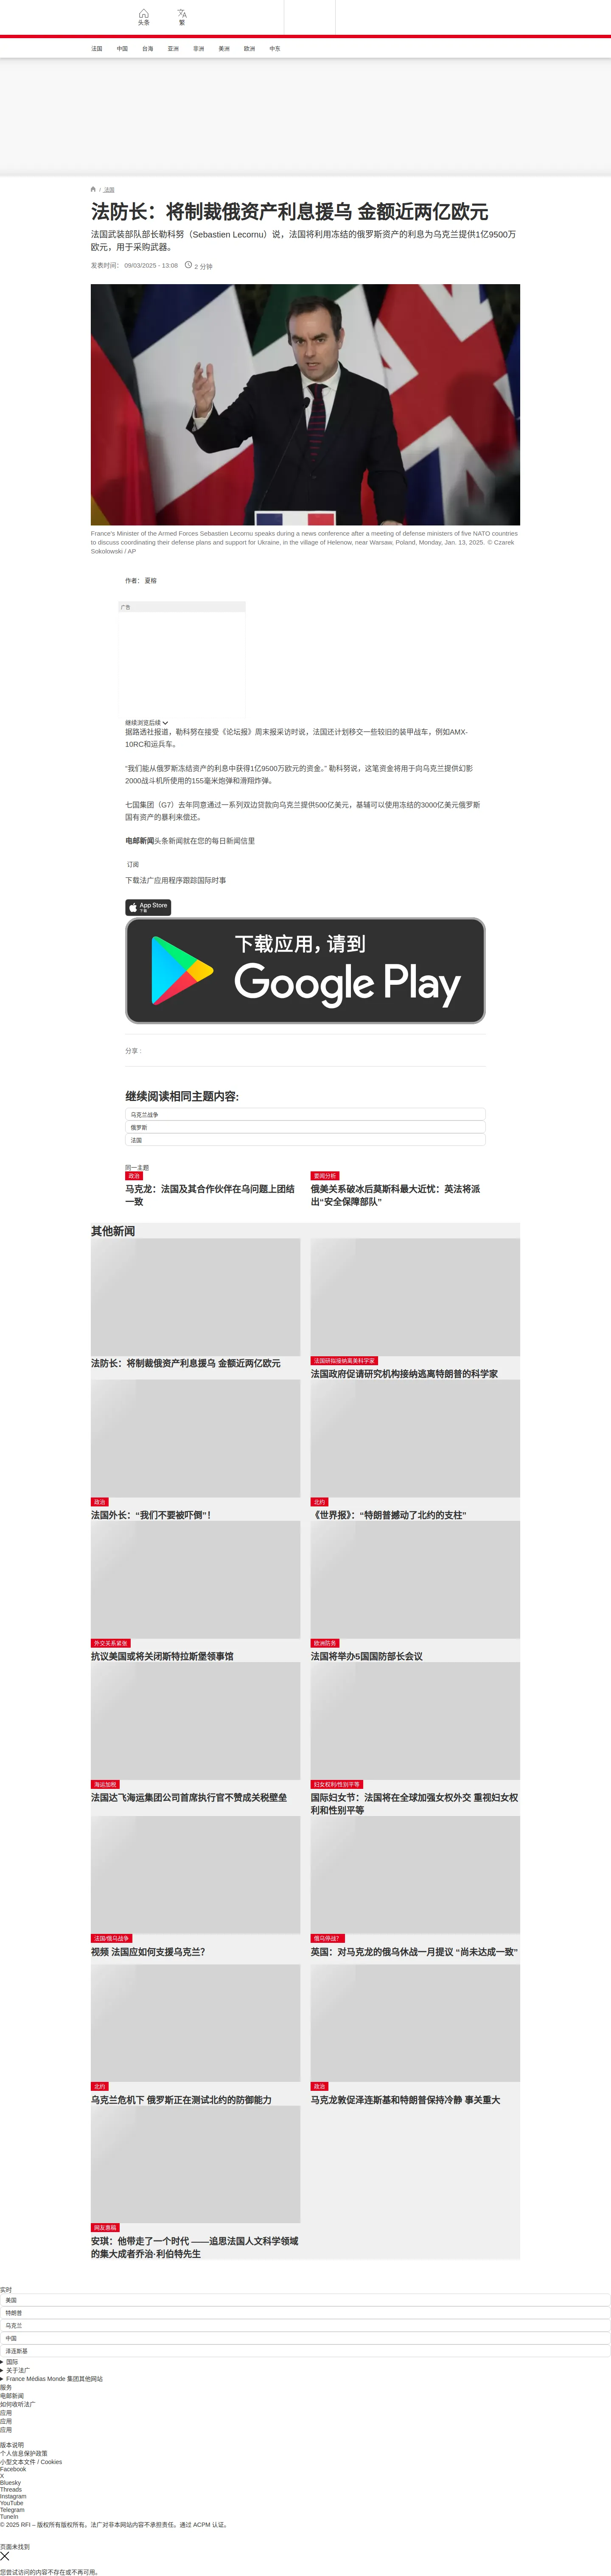 头条
繁
法国
中国
台海
亚洲
非洲
美洲
欧洲
中东
/ 法国
法防长：将制裁俄资产利息援乌 金额近两亿欧元
法国武装部队部长勒科努（Sebastien Lecornu）说，法国将利用冻结的俄罗斯资产的利息为乌克兰提供1亿9500万
欧元，用于采购武器。
发表时间： 09/03/2025 - 13:08
2 分钟
France's Minister of the Armed Forces Sebastien Lecornu speaks during a news conference after a meeting of defense ministers of five NATO countries
to discuss coordinating their defense plans and support for Ukraine, in the village of Helenow, near Warsaw, Poland, Monday, Jan. 13, 2025. © Czarek
Sokolowski / AP
作者： 夏榕
广告
继续浏览后续
据路透社报道，勒科努在接受《论坛报》周末报采访时说，法国还计划移交一些较旧的装甲战车，例如AMX-
10RC和运兵车。
“我们能从俄罗斯冻结资产的利息中获得1亿9500万欧元的资金。” 勒科努说，这笔资金将用于向乌克兰提供幻影
2000战斗机所使用的155毫米炮弹和滑翔炸弹。
七国集团（G7）去年同意通过一系列双边贷款向乌克兰提供500亿美元，基辅可以使用冻结的3000亿美元俄罗斯
国有资产的暴利来偿还。
电邮新闻头条新闻就在您的每日新闻信里
订阅
下载法广应用程序跟踪国际时事
App Store
下载
下载应用，请到
Google Play
分享 :
继续阅读相同主题内容:
乌克兰战争
俄罗斯
法国
同一主题
政治
马克龙：法国及其合作伙伴在乌问题上团结
一致
要闻分析
俄美关系破冰后莫斯科最大近忧：英法将派
出“安全保障部队”
其他新闻
法防长：将制裁俄资产利息援乌 金额近两亿欧元
法国研拟接纳离美科学家
法国政府促请研究机构接纳逃离特朗普的科学家
政治
法国外长：“我们不要被吓倒”！
北约
《世界报》：“特朗普撼动了北约的支柱”
外交关系紧张
抗议美国或将关闭斯特拉斯堡领事馆
欧洲防务
法国将举办5国国防部长会议
海运加税
法国达飞海运集团公司首席执行官不赞成关税壁垒
妇女权利/性别平等
国际妇女节：法国将在全球加强女权外交 重视妇女权
利和性别平等
法国/俄乌战争
视频 法国应如何支援乌克兰？
俄乌停战？
英国：对马克龙的俄乌休战一月提议 “尚未达成一致”
北约
乌克兰危机下 俄罗斯正在测试北约的防御能力
政治
马克龙敦促泽连斯基和特朗普保持冷静 事关重大
网友惠稿
安琪：他带走了一个时代 ——追思法国人文科学领域
的集大成者乔治·利伯特先生
实时
美国
特朗普
乌克兰
中国
泽连斯基
国际
关于法广
France Médias Monde 集团其他网站
服务
电邮新闻
如何收听法广
应用
应用
应用
版本说明
个人信息保护政策
小型文本文件 / Cookies
Facebook
X
Bluesky
Threads
Instagram
YouTube
Telegram
TuneIn
© 2025 RFI – 版权所有版权所有。法广对非本网站内容不承担责任。通过 ACPM 认证。
页面未找到
您尝试访问的内容不存在或不再可用。